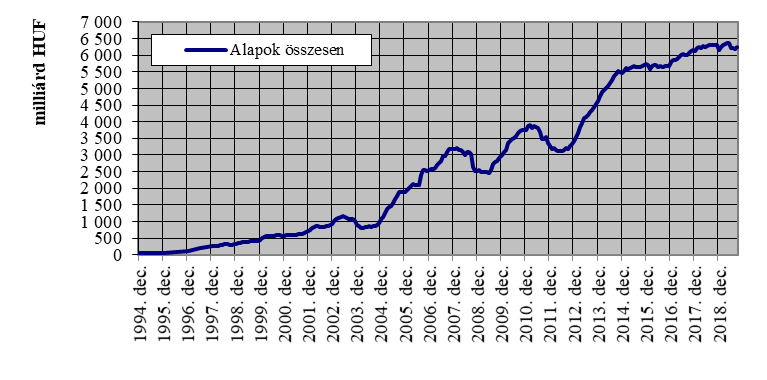 milliárd HUF
7 000
6 500
6 000
5 500
5 000
4 500
4 000
3 500
3 000
2 500
2 000
1 500
1 000
500
0
Alapok összesen
1994. dec.
1995. dec.
1996. dec.
1997. dec.
1998. dec.
1999. dec.
2000. dec.
2001. dec.
2002. dec.
2003. dec.
2004. dec.
2005. dec.
2006. dec.
2007. dec.
2008. dec.
2009. dec.
2010. dec.
2011. dec.
2012. dec.
2013. dec.
2014. dec.
2015. dec.
2016. dec.
2017. dec.
2018. dec.